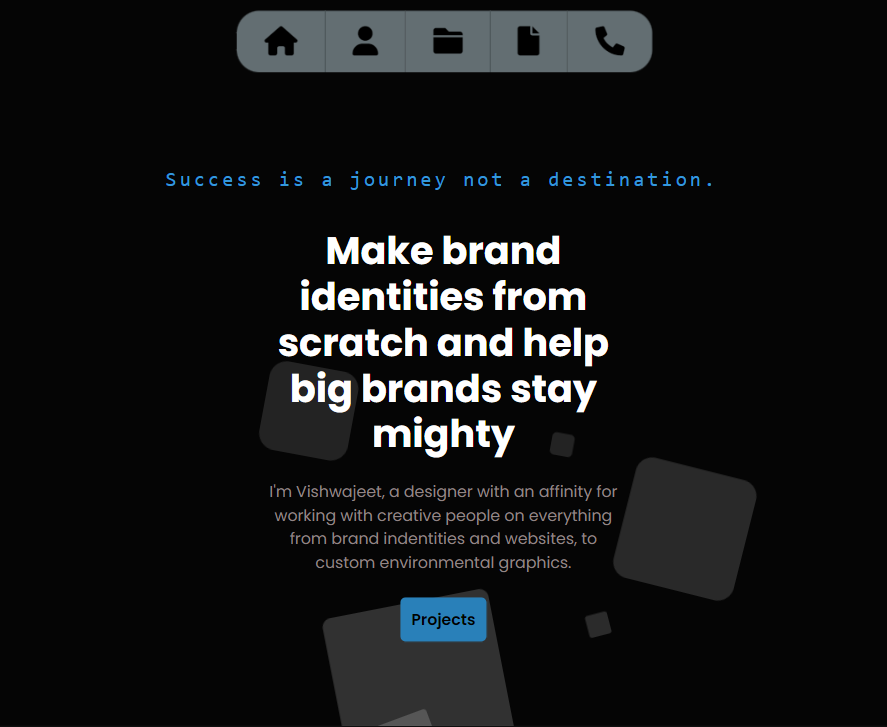 Success is a journey not a destination.
Make brand
identities from
scratch and help
big brands stay
mighty
I'm Vishwajeet, a designer with an affinity for
working with creative people on everything
from brand indentities and websites, to
custom environmental graphics.
Projects